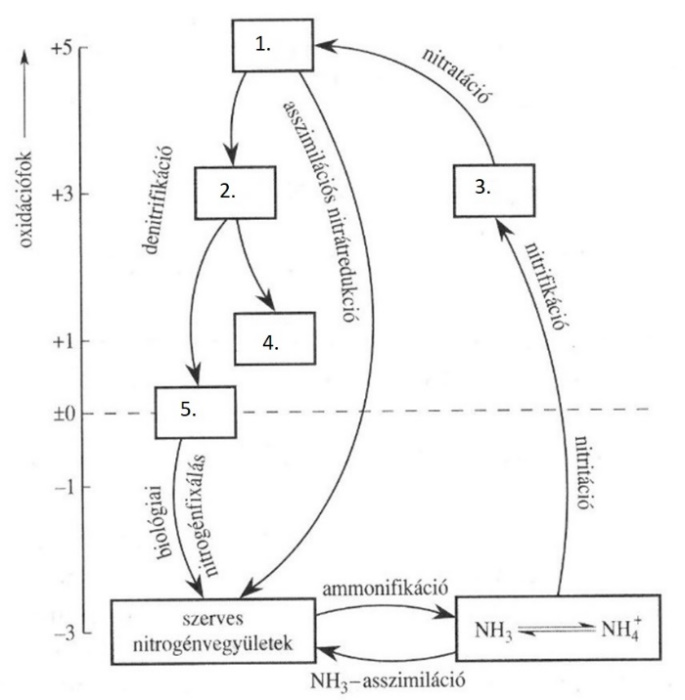 oxidációfok
+5
+3
+1
±0
−1
−3
1.
2.
3.
4.
5.
nitratáció
asszimilációs nitrátredukció
denitrifikáció
nitrifikáció
nitritáció
biológiai
nitrogénfixálás
szerves
nitrogénvegyületek
ammonifikáció
NH₃ ⇌ NH₄⁺
NH₃–asszimiláció